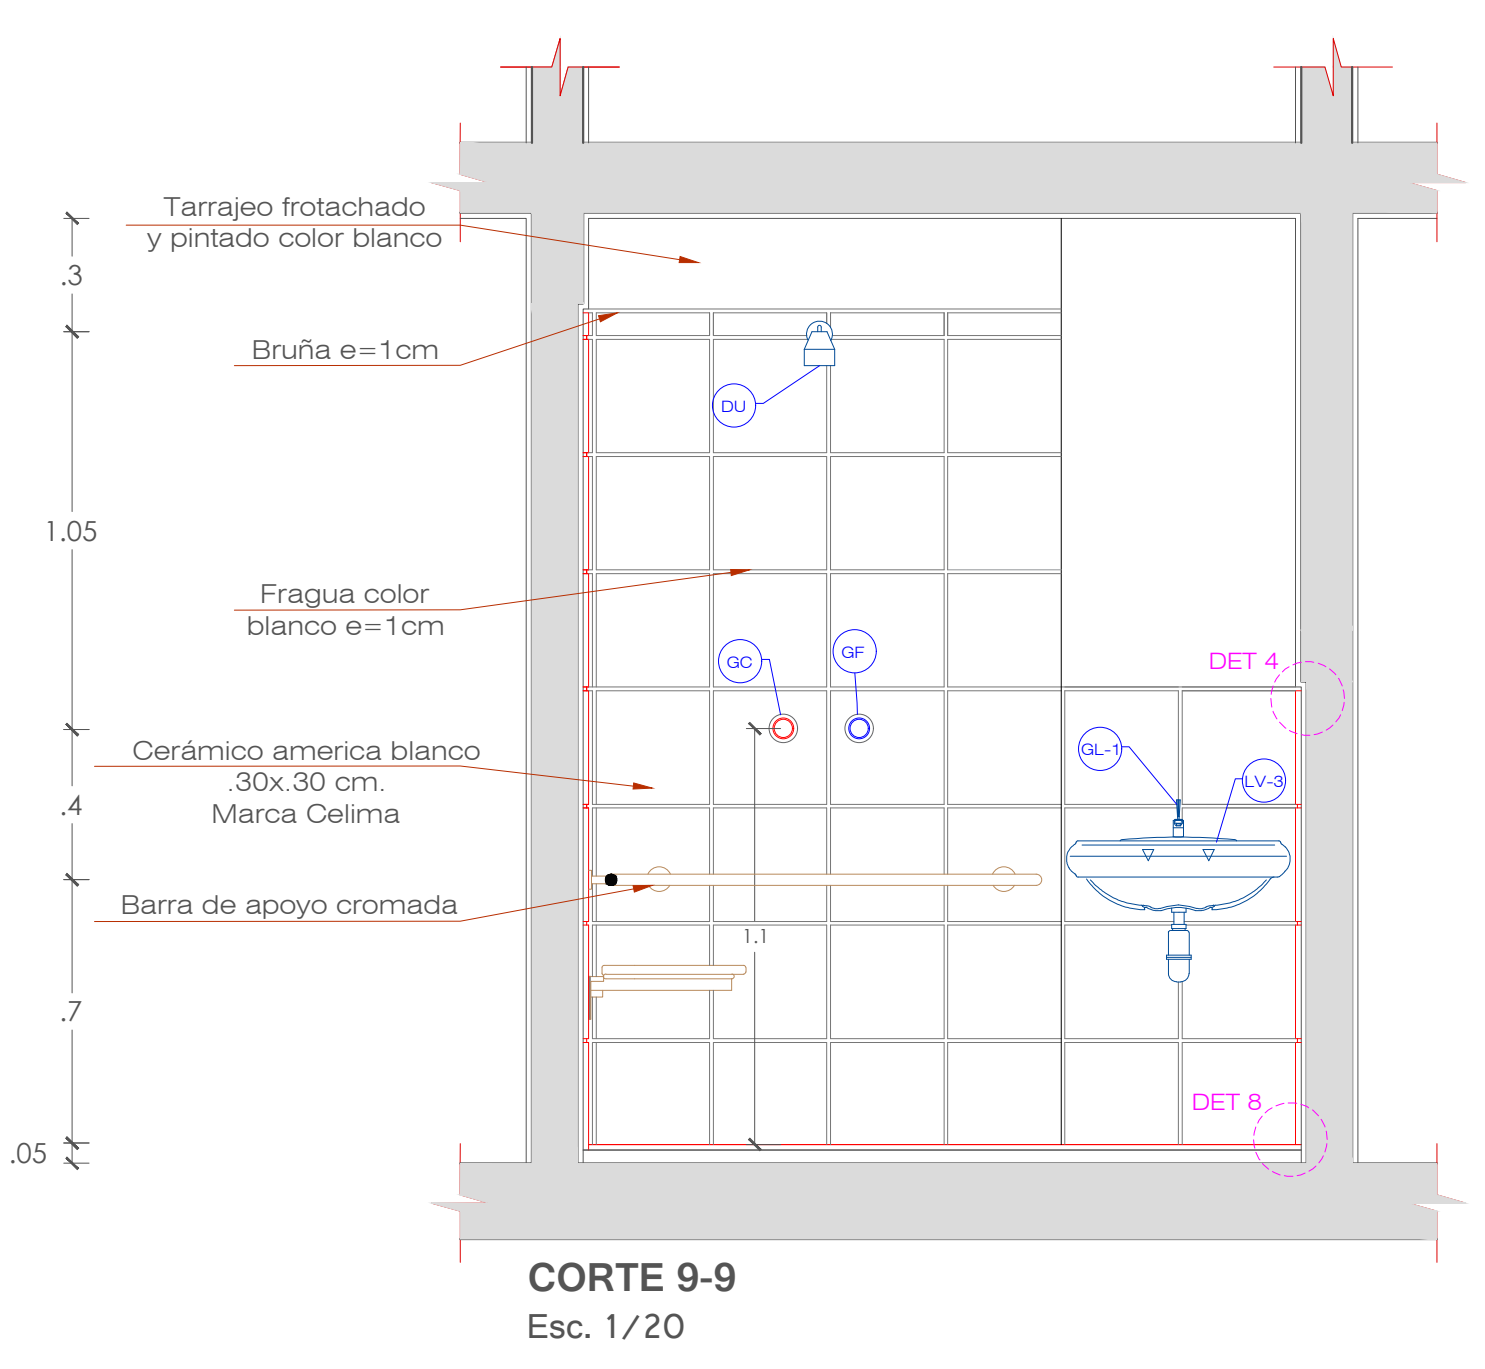 Tarrajeo frotachado
y pintado color blanco
.3
Bruña e=1cm
DU
1.05
Fragua color
blanco e=1cm
GC
GF
DET 4
Cerámico america blanco
.30x.30 cm.
Marca Celima
GL-1
LV-3
.4
Barra de apoyo cromada
1.1
.7
DET 8
.05
CORTE 9-9
Esc. 1/20